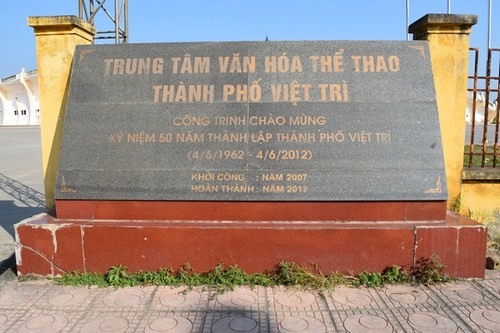 TRUNG TÂM VĂN HÓA THỂ THAO
THÀNH PHỐ VIỆT TRÌ
CÔNG TRÌNH CHÀO MỪNG
KỶ NIỆM 50 NĂM THÀNH LẬP THÀNH PHỐ VIỆT TRÌ
(4/6/1962 - 4/6/2012)
KHỞI CÔNG : NĂM 2007
HOÀN THÀNH : NĂM 2012